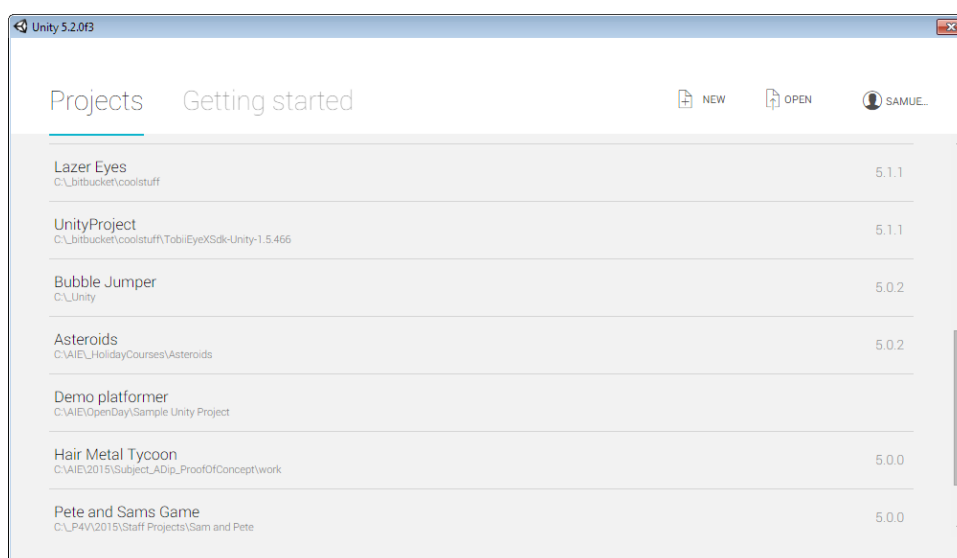 Unity 5.2.0f3
Projects Getting started NEW OPEN SAMUE...
Lazer Eyes
C:\_bitbucket\coolstuff
5.1.1
UnityProject
C:\_bitbucket\coolstuff\TobiiEyeXSdk-Unity-1.5.466
5.1.1
Bubble Jumper
C:\_Unity
5.0.2
Asteroids
C:\AIE\_HolidayCourses\Asteroids
5.0.2
Demo platformer
C:\AIE\OpenDay\Sample Unity Project
Hair Metal Tycoon
C:\AIE\2015\Subject_ADip_ProofOfConcept\work
5.0.0
Pete and Sams Game
C:\_P4V\2015\Staff Projects\Sam and Pete
5.0.0